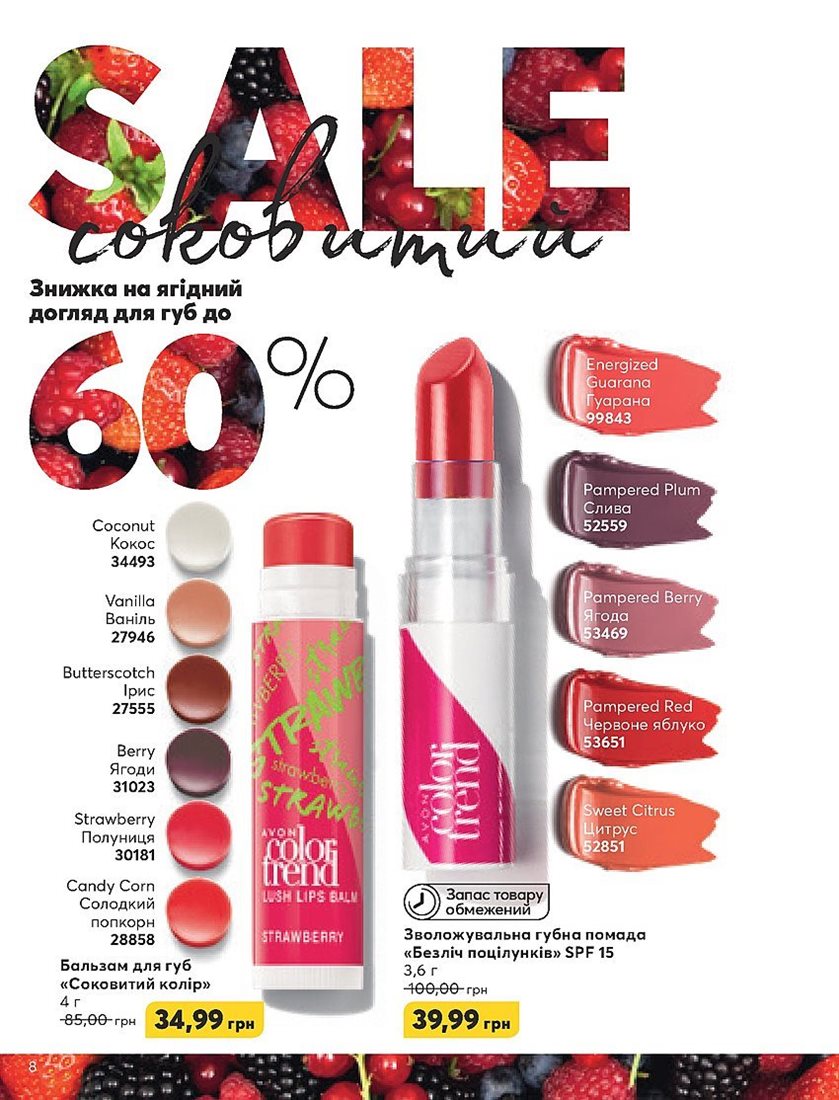 SALE
соковитий
Знижка на ягідний
догляд для губ до
60%
Energized
Guarana
Гуарана
99843
Pampered Plum
Слива
52559
Pampered Berry
Ягода
53469
Pampered Red
Червоне яблуко
53651
Sweet Citrus
Цитрус
52851
Coconut
Кокос
34493
Vanilla
Ваніль
27946
Butterscotch
Ірис
27555
Berry
Ягоди
31023
Strawberry
Полуниця
30181
Candy Corn
Солодкий
попкорн
28858
AVON
color
trend
LUSH LIPS BALM
STRAWBERRY
AVON
color
trend
Бальзам для губ
«Соковитий колір»
4 г
85,00 грн
34,99 грн
Запас товару
обмежений
Зволожувальна губна помада
«Безліч поцілунків» SPF 15
3,6 г
100,00 грн
39,99 грн
8